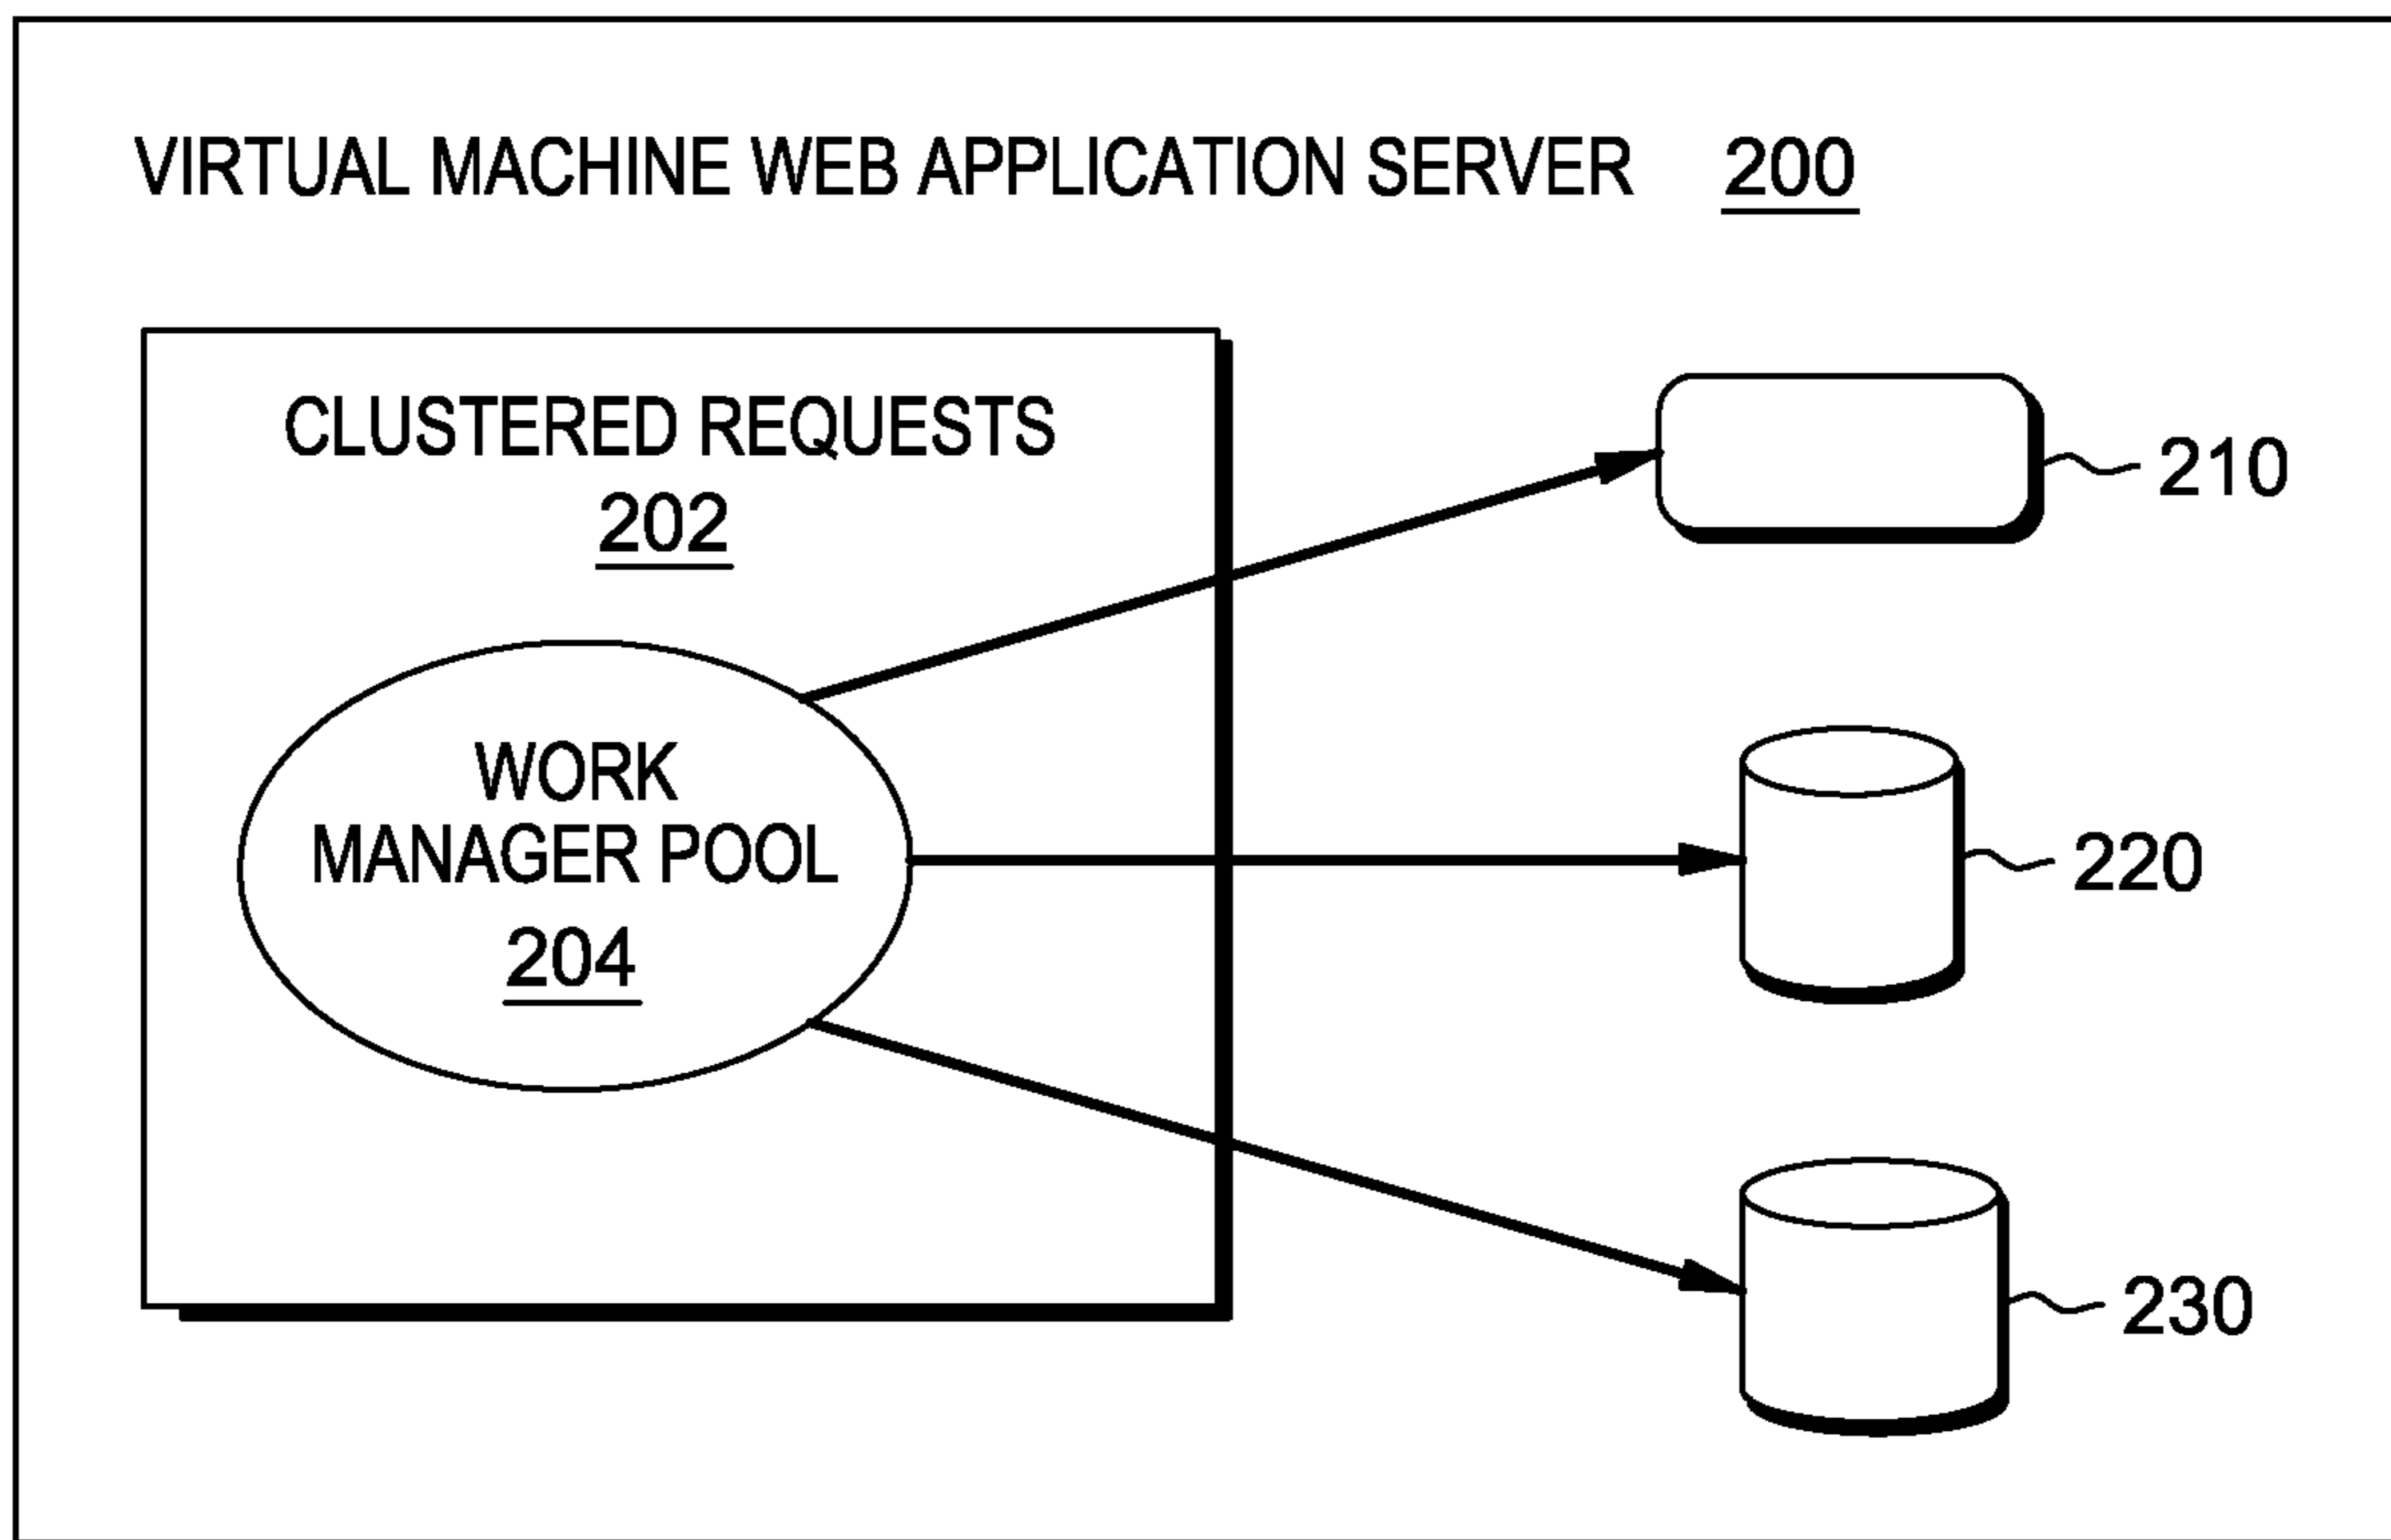 VIRTUAL MACHINE WEB APPLICATION SERVER 200
CLUSTERED REQUESTS
202
210
WORK
MANAGER POOL
204
220
230